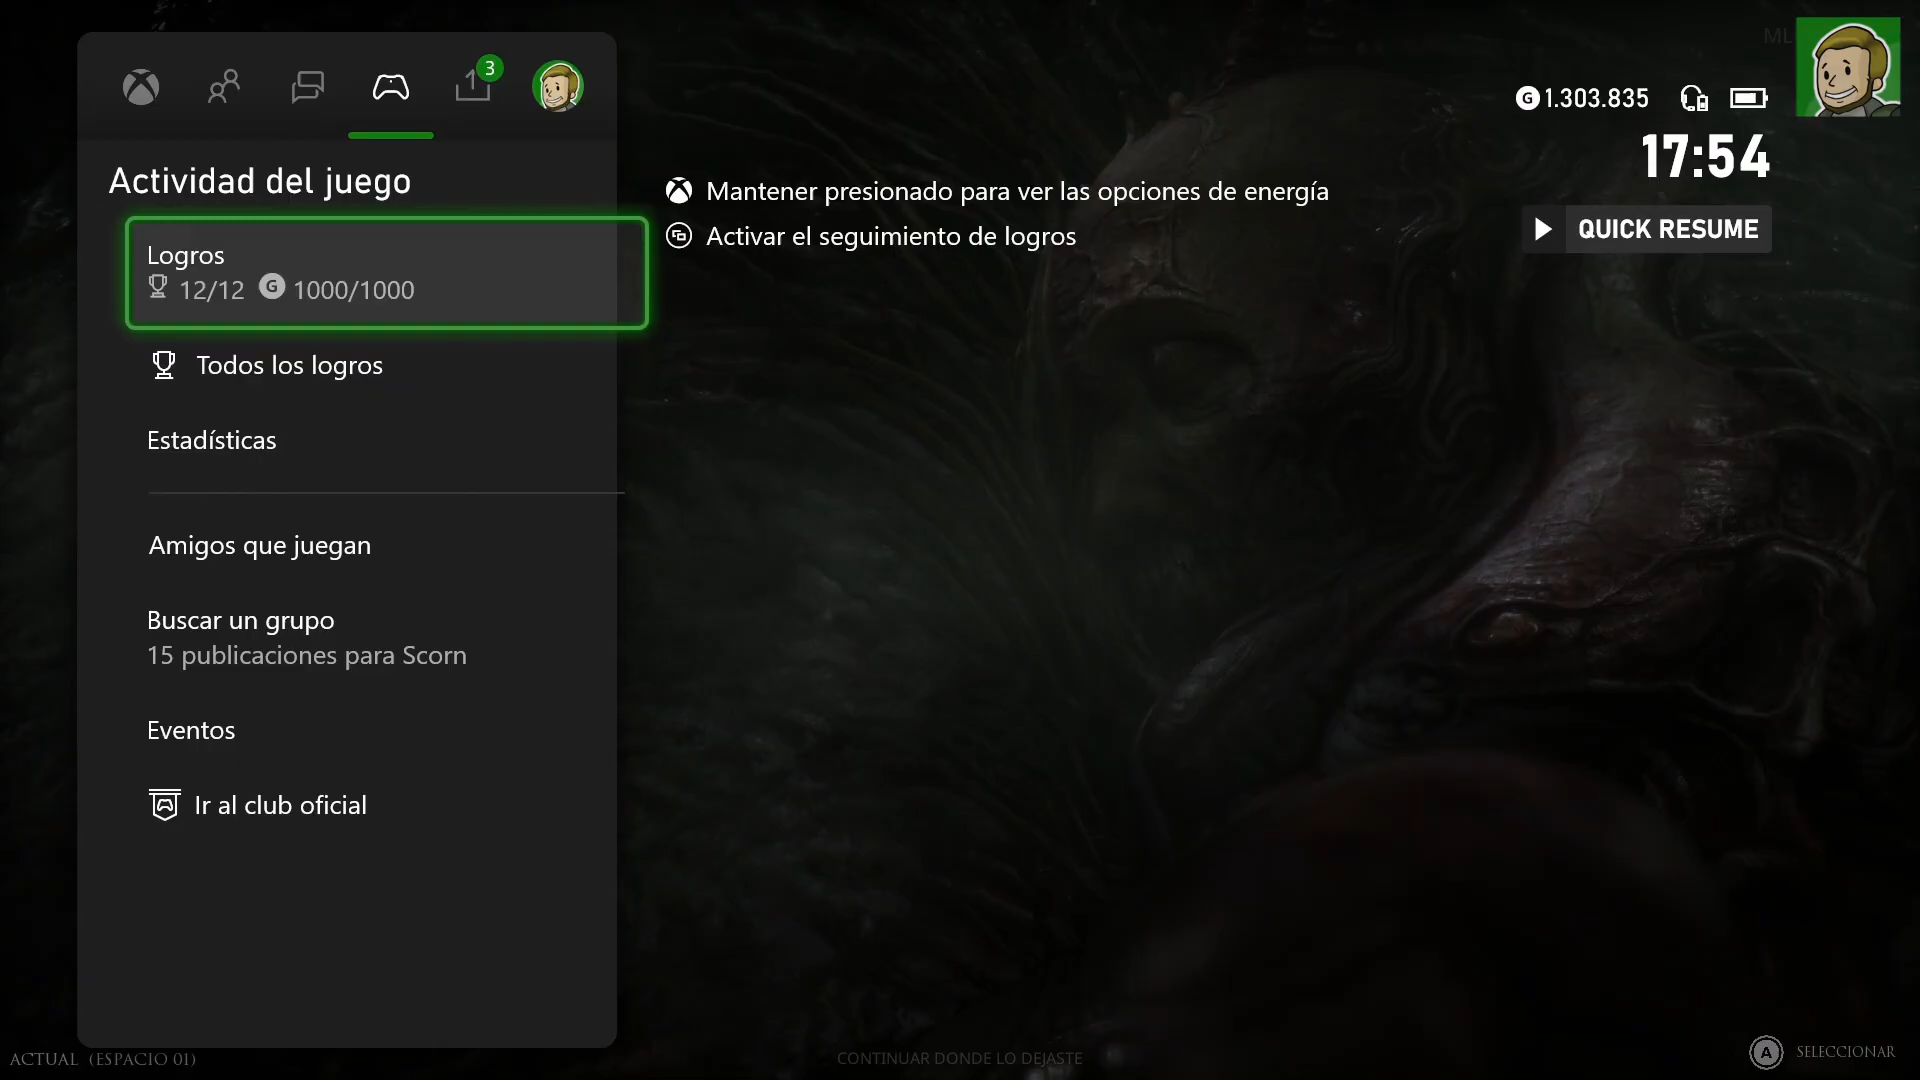 3
ML
1.303.835
17:54
QUICK RESUME
Actividad del juego
Logros
12/12 G 1000/1000
Mantener presionado para ver las opciones de energía
Activar el seguimiento de logros
Todos los logros
Estadísticas
Amigos que juegan
Buscar un grupo
15 publicaciones para Scorn
Eventos
Ir al club oficial
ACTUAL (ESPACIO 01)
CONTINUAR DONDE LO DEJASTE
A SELECCIONAR